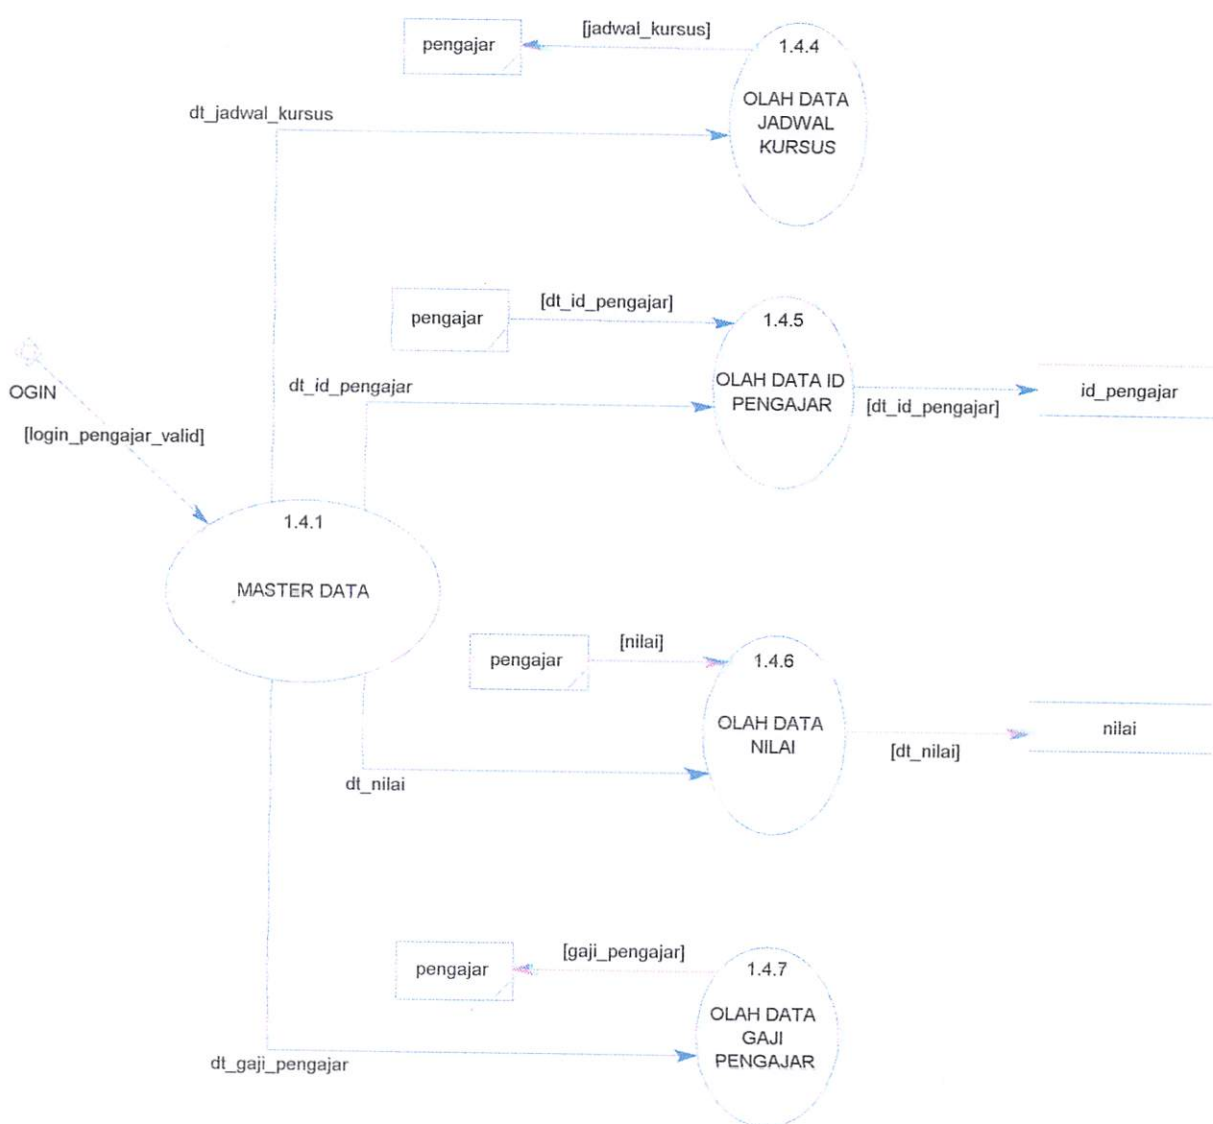 [jadwal_kursus]
pengajar
1.4.4
OLAH DATA
JADWAL
KURSUS
dt_jadwal_kursus
[dt_id_pengajar]
pengajar
1.4.5
OLAH DATA ID
PENGAJAR
dt_id_pengajar
[dt_id_pengajar]
id_pengajar
OGIN
[login_pengajar_valid]
1.4.1
MASTER DATA
[nilai]
pengajar
1.4.6
OLAH DATA
NILAI
[dt_nilai]
nilai
dt_nilai
[gaji_pengajar]
pengajar
1.4.7
OLAH DATA
GAJI
PENGAJAR
dt_gaji_pengajar